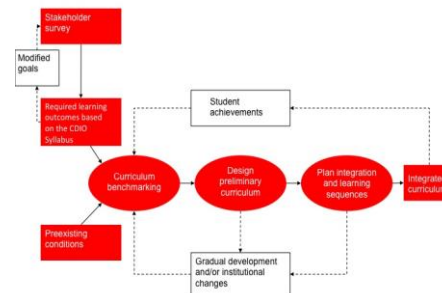 Stakeholder
survey
Modified
goals
Required learning
outcomes based
on the CDIO
Syllabus
Student
achievements
Curriculum
benchmarking
Design
preliminary
curriculum
Plan integration
and learning
sequences
Integrated
curriculum
Preexisting
conditions
Gradual development
and/or institutional
changes